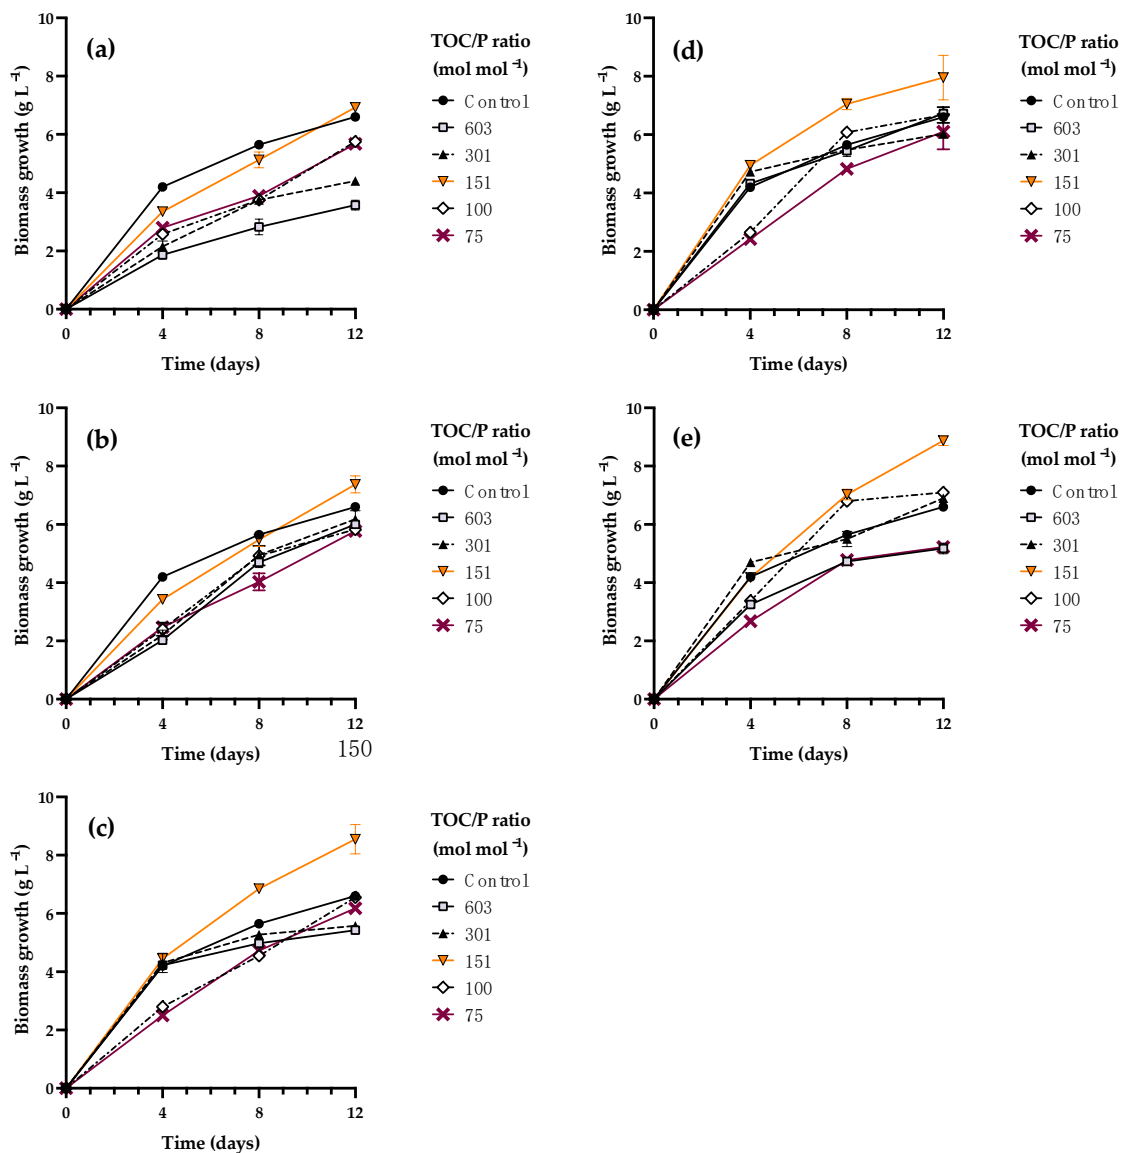 (a)
Biomass growth (g L⁻¹)
10
8
6
4
2
0
0 4 8 12
Time (days)
TOC/P ratio
(mol mol⁻¹)
Control
603
301
151
100
75
(d)
Biomass growth (g L⁻¹)
10
8
6
4
2
0
0 4 8 12
Time (days)
TOC/P ratio
(mol mol⁻¹)
Control
603
301
151
100
75
(b)
Biomass growth (g L⁻¹)
10
8
6
4
2
0
0 4 8 12
Time (days)
150
TOC/P ratio
(mol mol⁻¹)
Control
603
301
151
100
75
(e)
Biomass growth (g L⁻¹)
10
8
6
4
2
0
0 4 8 12
Time (days)
TOC/P ratio
(mol mol⁻¹)
Control
603
301
151
100
75
(c)
Biomass growth (g L⁻¹)
10
8
6
4
2
0
0 4 8 12
Time (days)
TOC/P ratio
(mol mol⁻¹)
Control
603
301
151
100
75